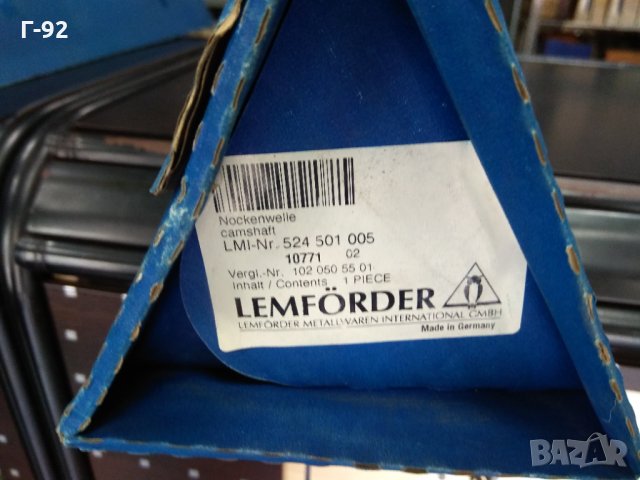 Г-92
Nockenwelle
camshaft
LMI-Nr. 524 501 005
10771 02
Vergl.-Nr. 102 050 55 01
Inhalt / Contents 1 PIECE
LEMFÖRDER
LEMFÖRDER METALLWAREN INTERNATIONAL GMBH
Made in Germany
BAZAR